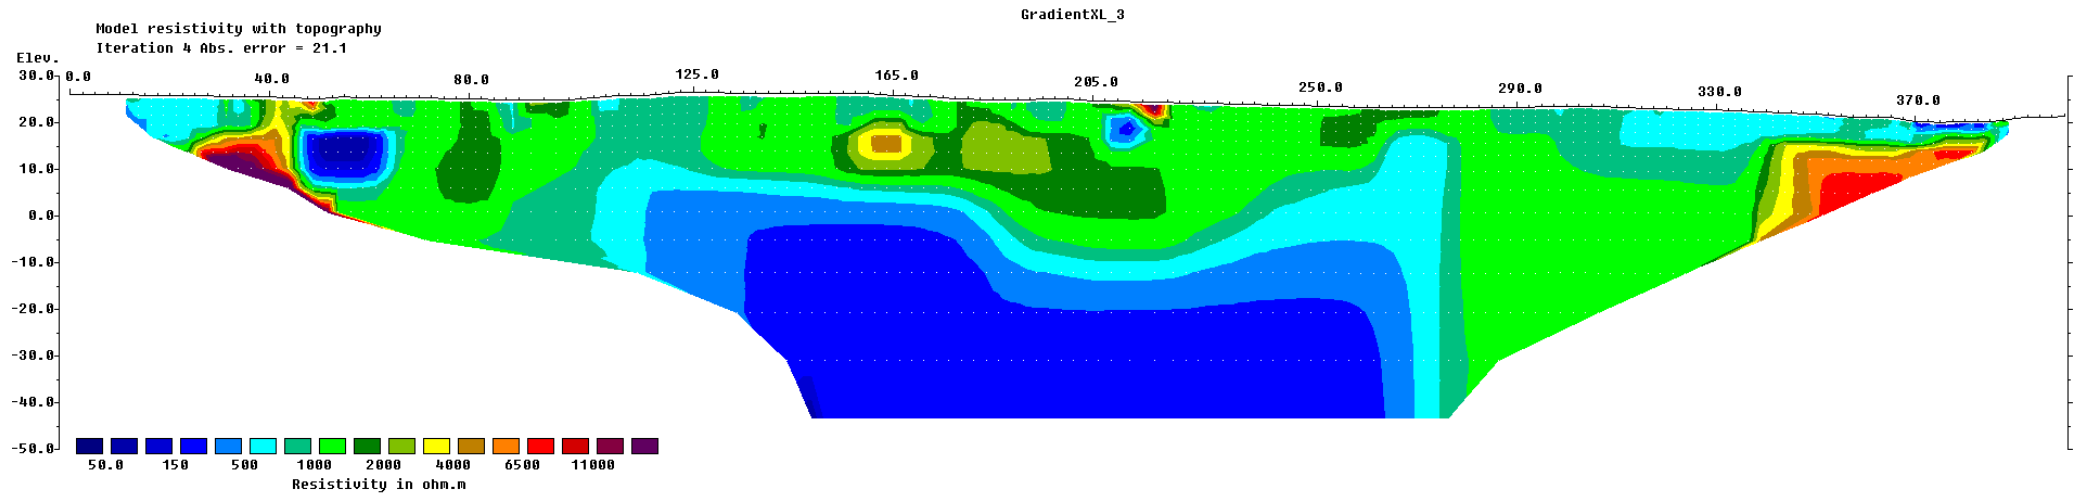 GradientXL_3
Model resistivity with topography
Iteration 4 Abs. error = 21.1
Elev.
30.0 0.0 40.0 80.0 125.0 165.0 205.0 250.0 290.0 330.0 370.0
20.0
10.0
0.0
-10.0
-20.0
-30.0
-40.0
-50.0
50.0 150 500 1000 2000 4000 6500 11000
Resistivity in ohm.m